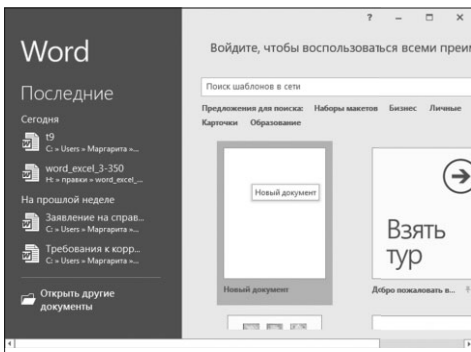 ? – □ ×
Word
Войдите, чтобы воспользоваться всеми преим
Последние
Сегодня
t9
C: » Users » Маргарита »...
word_excel_3-350
H: » правки » word_excel_...
На прошлой неделе
Заявление на справ...
C: » Users » Маргарита »...
Требования к корр...
C: » Users » Маргарита »...
Открыть другие
документы
Поиск шаблонов в сети
Предложения для поиска: Наборы макетов Бизнес Личные
Карточки Образование
Новый документ
Новый документ
Взять
тур
Добро пожаловать в...